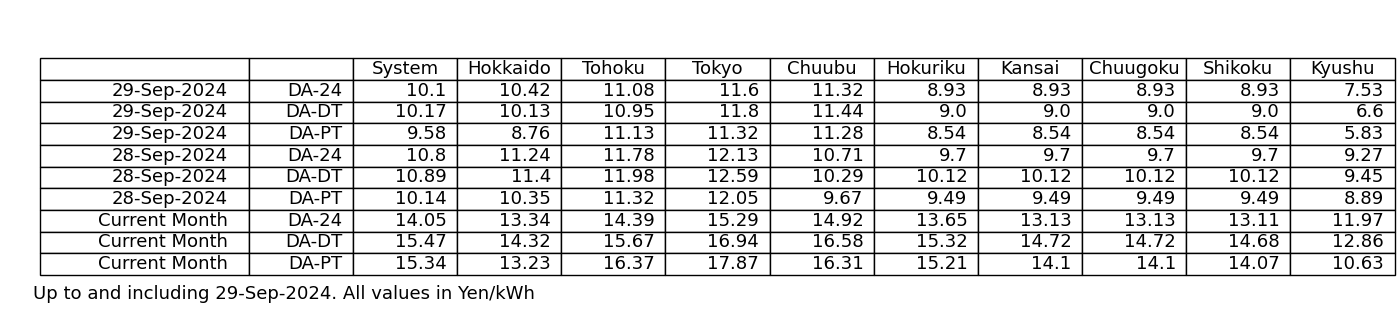 System Hokkaido Tohoku Tokyo Chuubu Hokuriku Kansai Chuugoku Shikoku Kyushu
29-Sep-2024 DA-24 10.1 10.42 11.08 11.6 11.32 8.93 8.93 8.93 8.93 7.53
29-Sep-2024 DA-DT 10.17 10.13 10.95 11.8 11.44 9.0 9.0 9.0 9.0 6.6
29-Sep-2024 DA-PT 9.58 8.76 11.13 11.32 11.28 8.54 8.54 8.54 8.54 5.83
28-Sep-2024 DA-24 10.8 11.24 11.78 12.13 10.71 9.7 9.7 9.7 9.7 9.27
28-Sep-2024 DA-DT 10.89 11.4 11.98 12.59 10.29 10.12 10.12 10.12 10.12 9.45
28-Sep-2024 DA-PT 10.14 10.35 11.32 12.05 9.67 9.49 9.49 9.49 9.49 8.89
Current Month DA-24 14.05 13.34 14.39 15.29 14.92 13.65 13.13 13.13 13.11 11.97
Current Month DA-DT 15.47 14.32 15.67 16.94 16.58 15.32 14.72 14.72 14.68 12.86
Current Month DA-PT 15.34 13.23 16.37 17.87 16.31 15.21 14.1 14.1 14.07 10.63
Up to and including 29-Sep-2024. All values in Yen/kWh